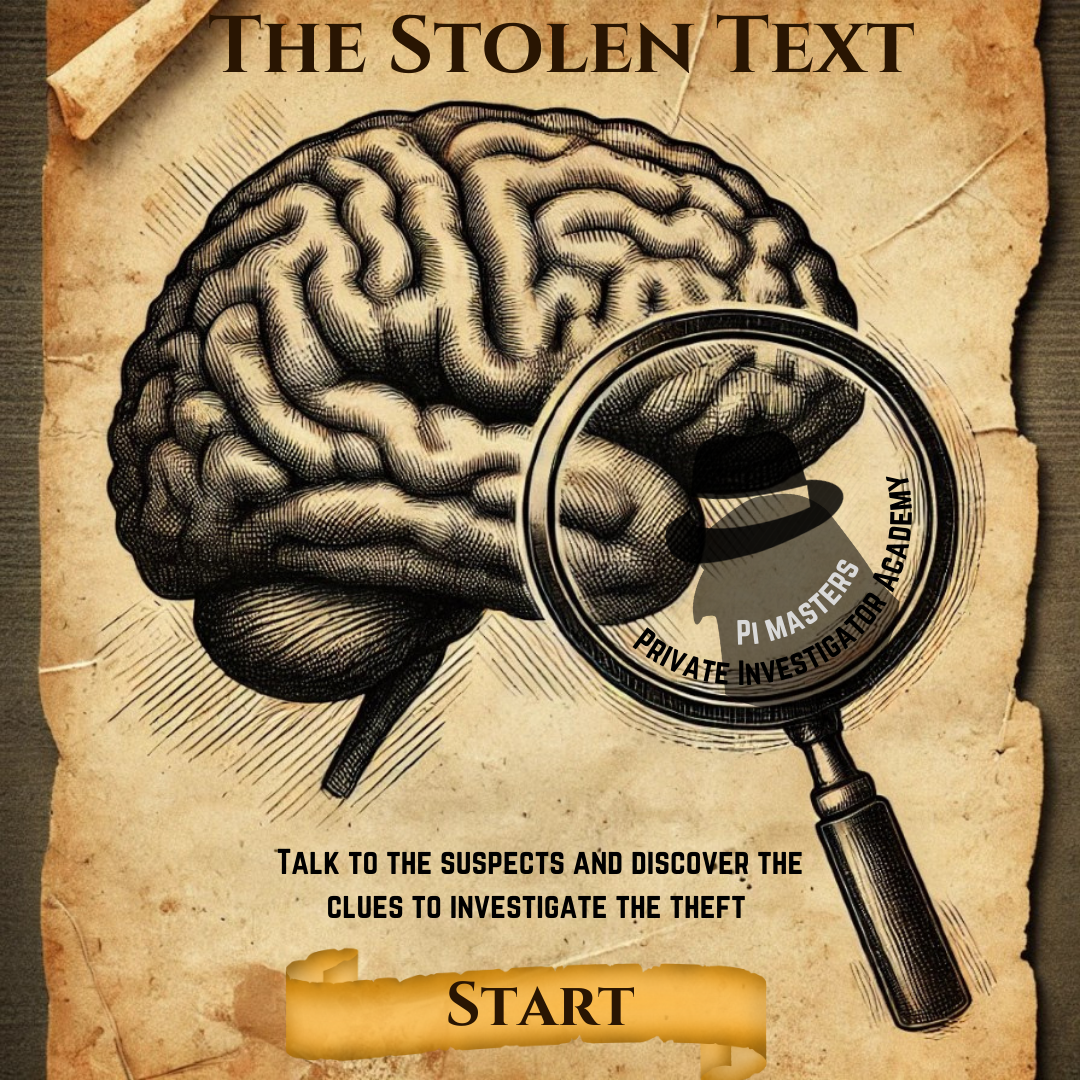 The Stolen Text
Pi masters
Private Investigator Academy
Talk to the suspects and discover the
clues to investigate the theft
Start